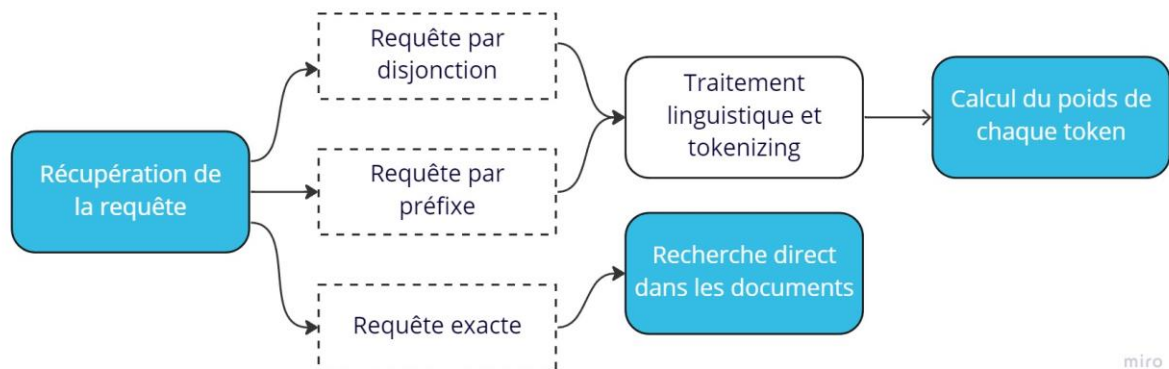 Récupération de
la requête
Requête par
disjonction
Requête par
préfixe
Requête exacte
Traitement
linguistique et
tokenizing
Recherche direct
dans les documents
Calcul du poids de
chaque token
miro